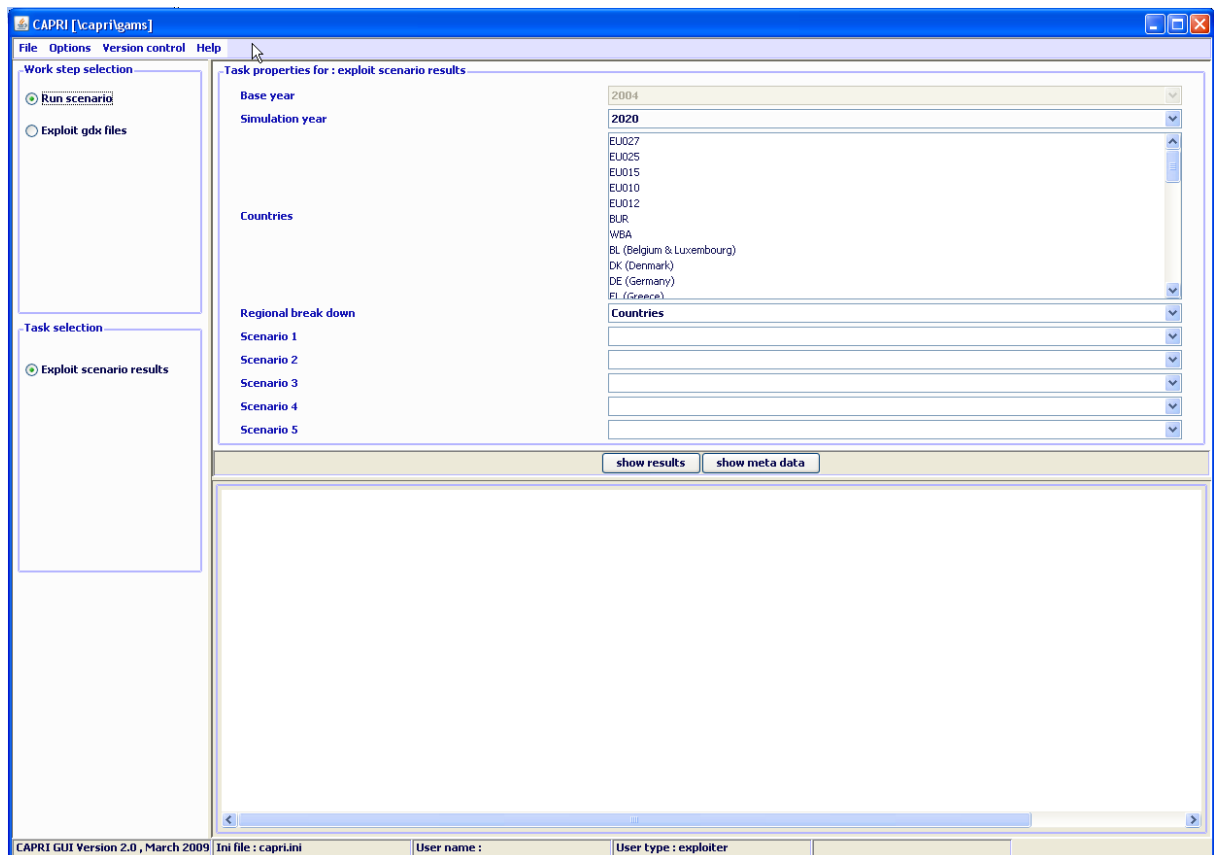 CAPRI [\capri\gams]
File Options Version control Help
Work step selection
Run scenario
Exploit gdx files
Task selection
Exploit scenario results
Task properties for : exploit scenario results
Base year 2004
Simulation year 2020
Countries
EU027
EU025
EU015
EU010
EU012
BUR
WBA
BL (Belgium & Luxembourg)
DK (Denmark)
DE (Germany)
EL (Greece)
Regional break down Countries
Scenario 1
Scenario 2
Scenario 3
Scenario 4
Scenario 5
show results show meta data
CAPRI GUI Version 2.0 , March 2009 Ini file : capri.ini User name : User type : exploiter